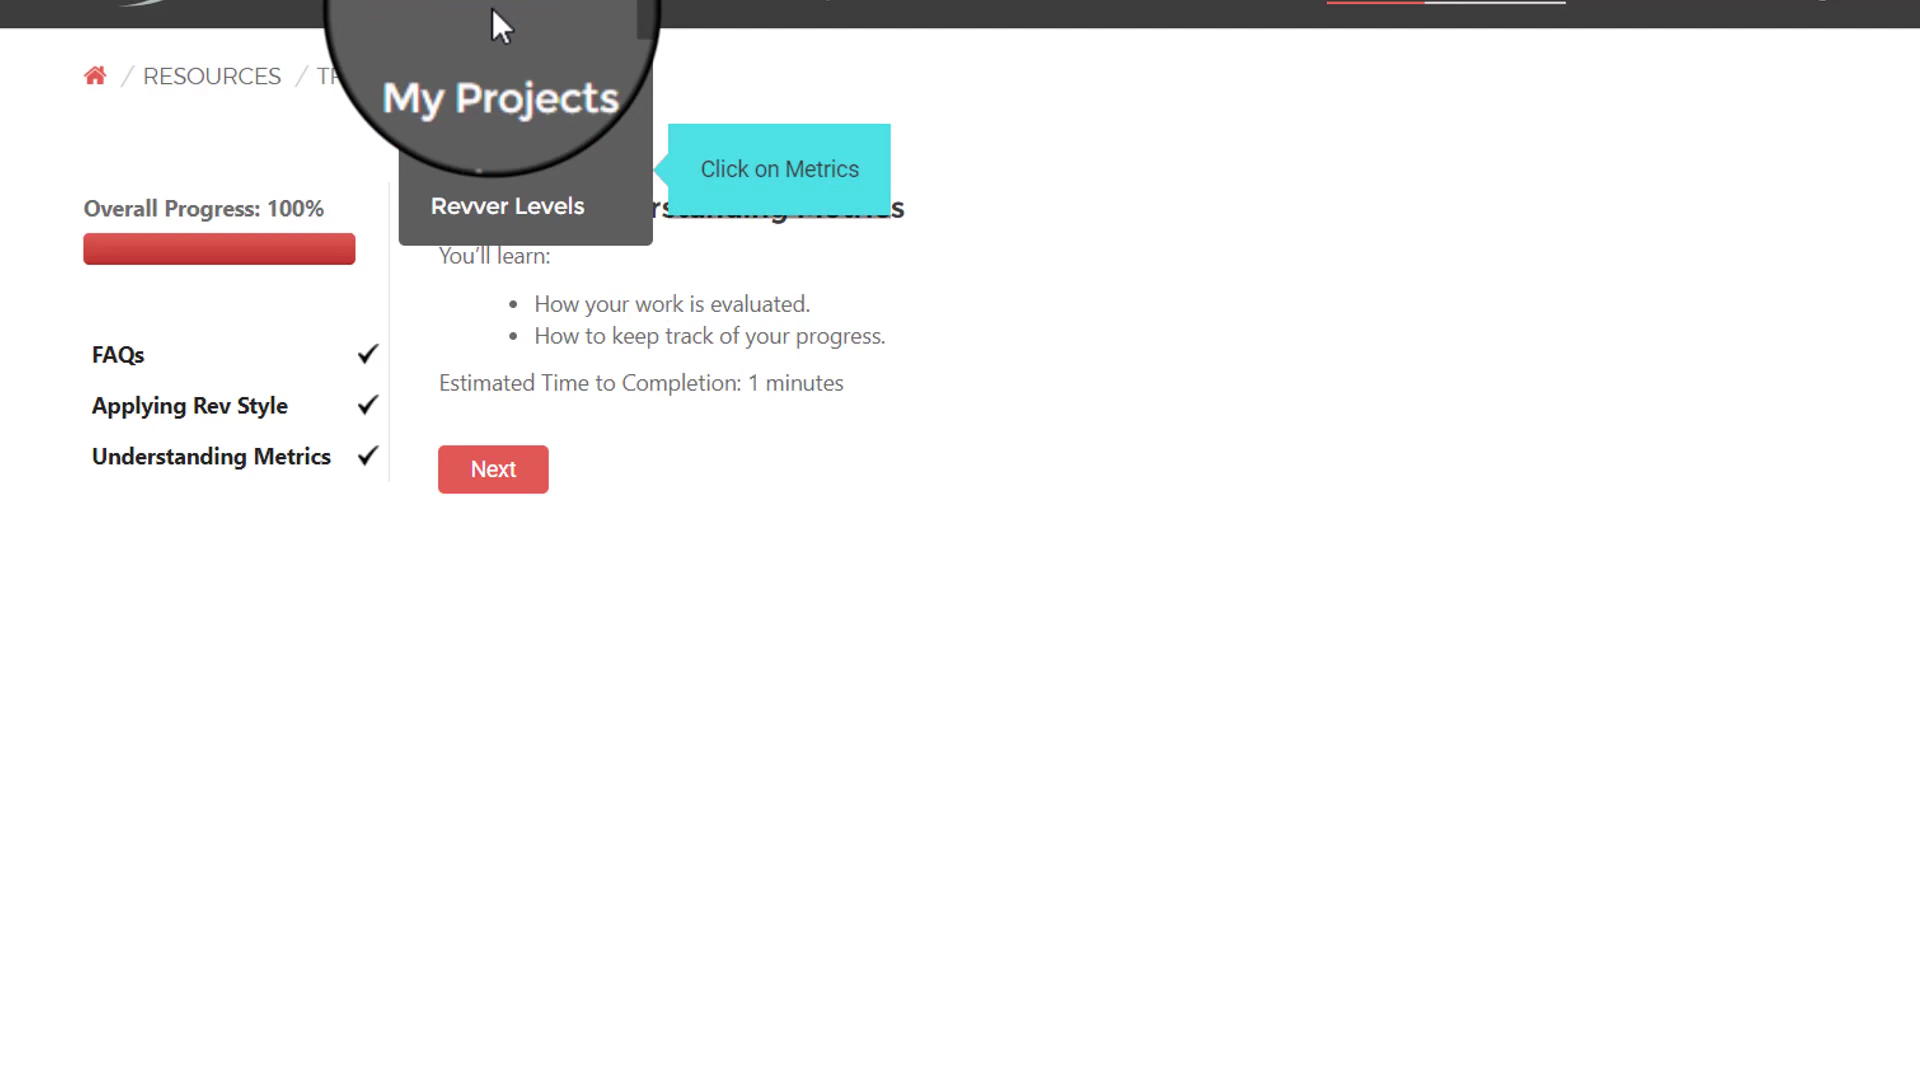 RESOURCES
My Projects
Click on Metrics
Overall Progress: 100%
Revver Levels
Metrics
You'll learn:
• How your work is evaluated.
• How to keep track of your progress.
Estimated Time to Completion: 1 minutes
FAQs
Applying Rev Style
Understanding Metrics
Next